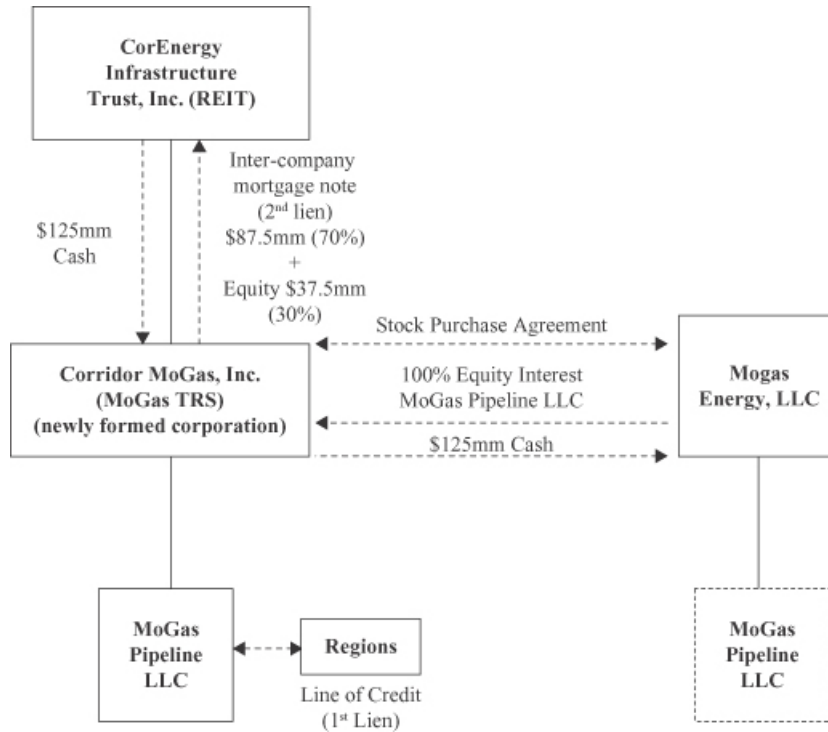 CorEnergy
Infrastructure
Trust, Inc. (REIT)
$125mm
Cash
Inter-company
mortgage note
(2nd lien)
$87.5mm (70%)
+
Equity $37.5mm
(30%)
Corridor MoGas, Inc.
(MoGas TRS)
(newly formed corporation)
Stock Purchase Agreement
100% Equity Interest
MoGas Pipeline LLC
$125mm Cash
Mogas
Energy, LLC
MoGas
Pipeline
LLC
Regions
Line of Credit
(1st Lien)
MoGas
Pipeline
LLC